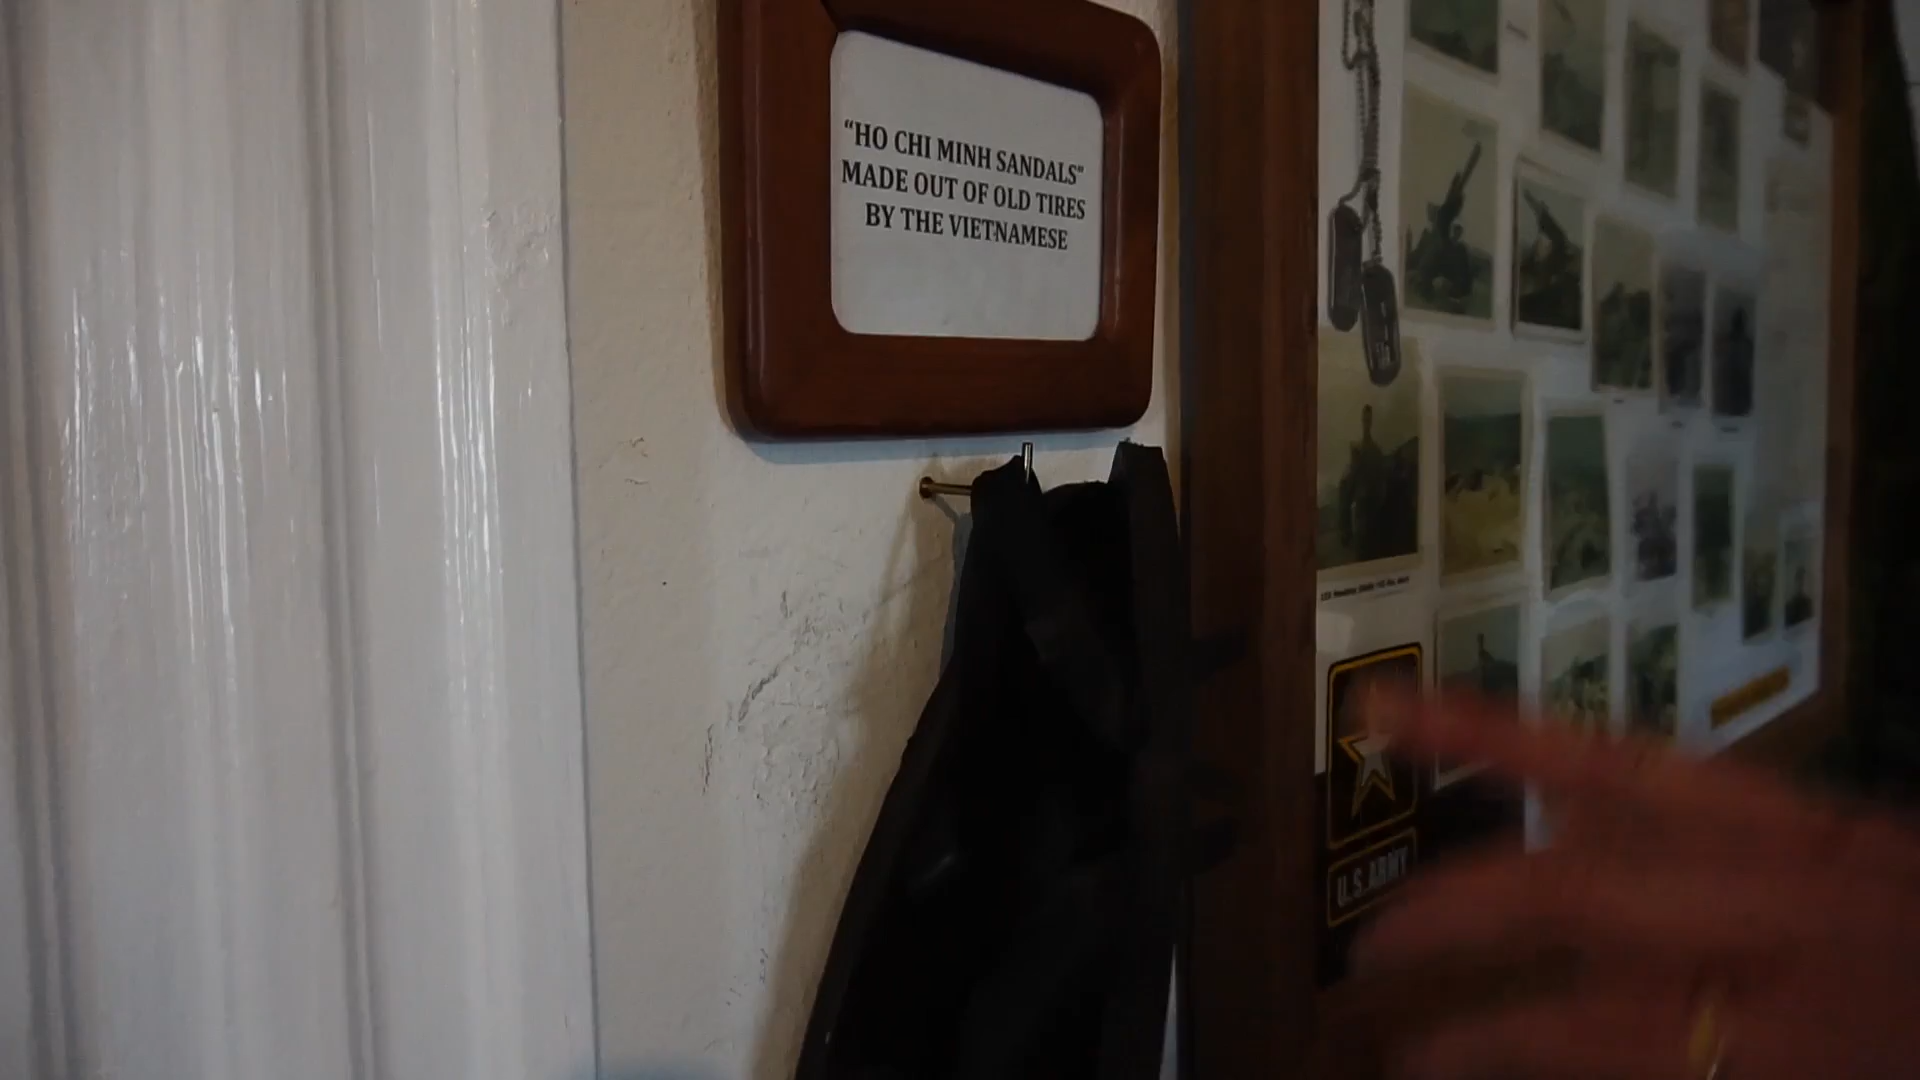 “HO CHI MINH SANDALS”
MADE OUT OF OLD TIRES
BY THE VIETNAMESE
U.S. ARMY